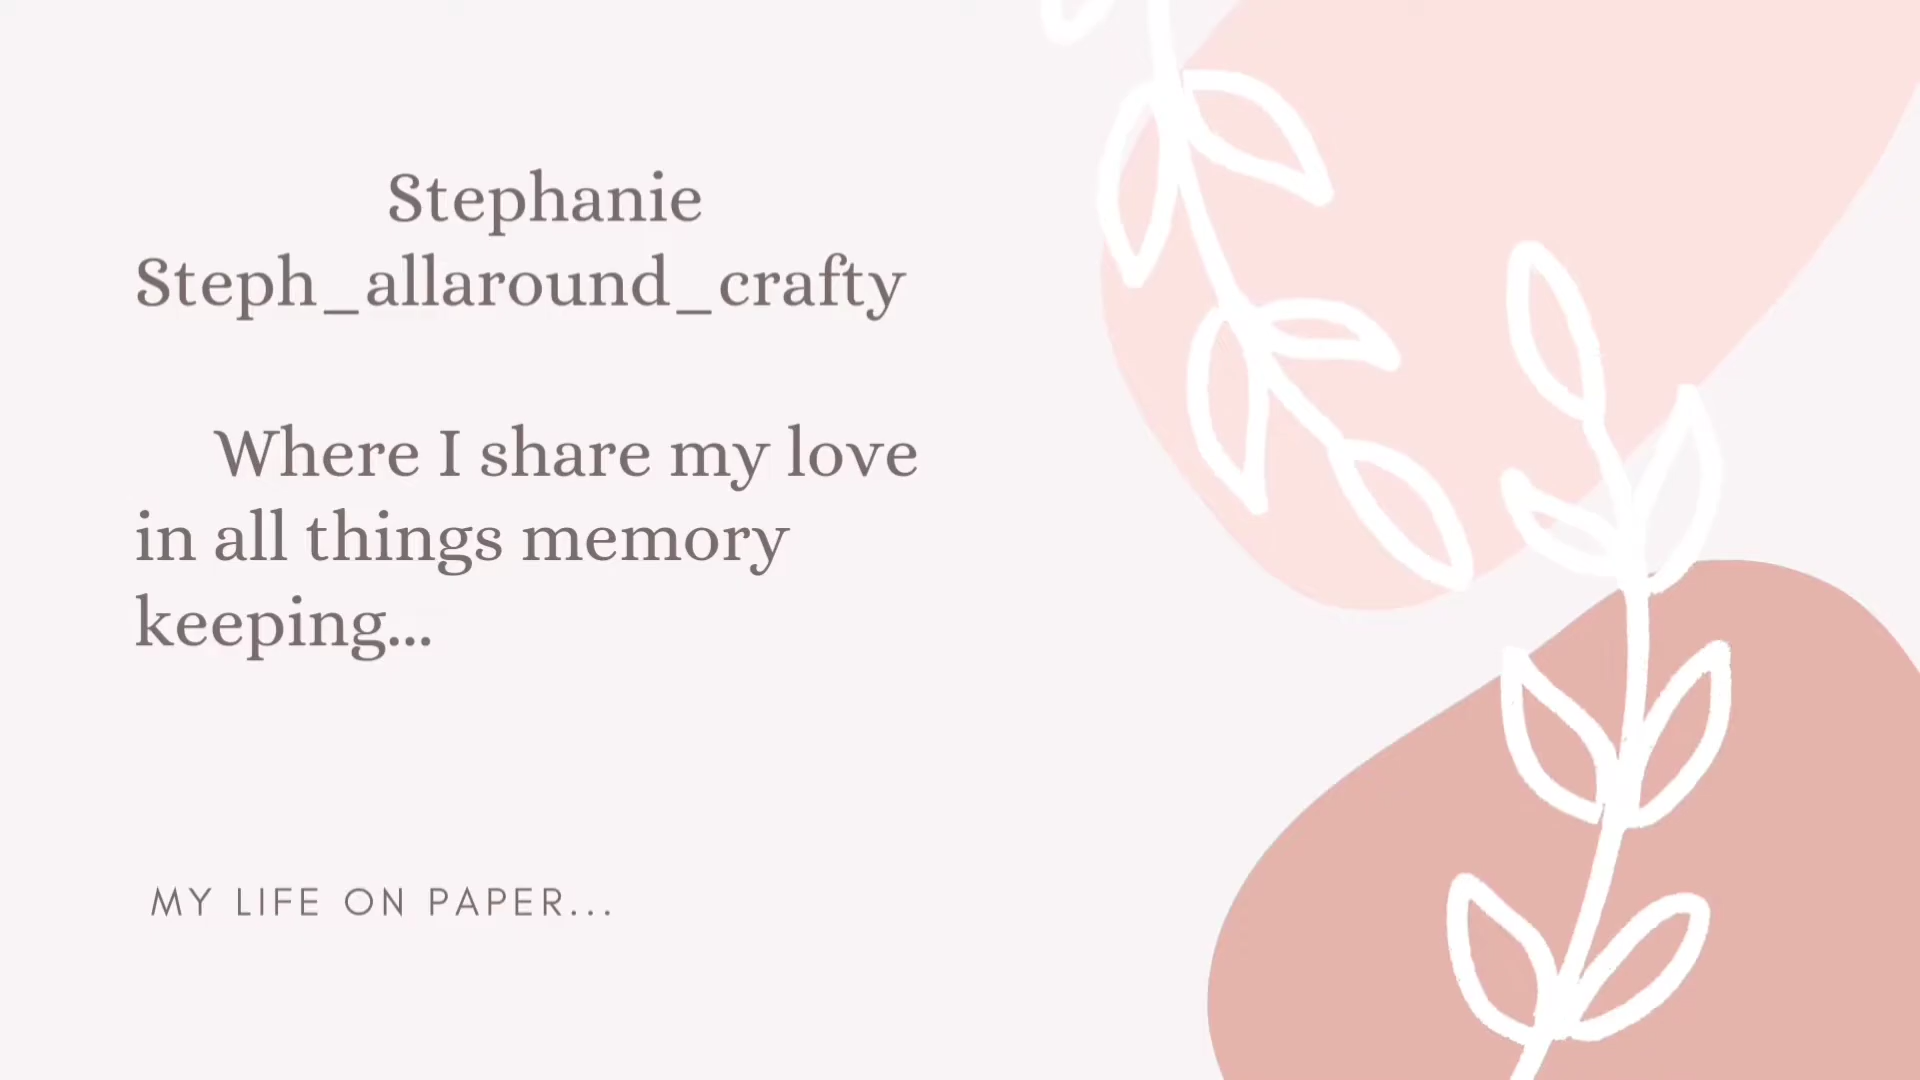 Stephanie
Steph_allaround_crafty
Where I share my love
in all things memory
keeping...
MY LIFE ON PAPER...